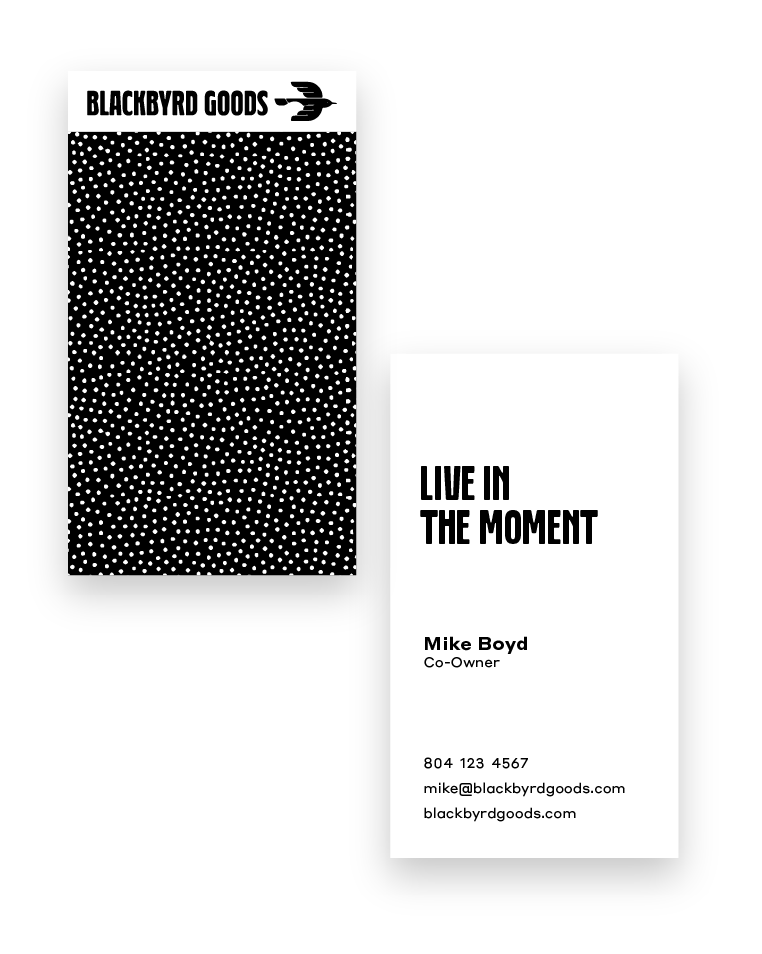 BLACKBYRD GOODS
LIVE IN
THE MOMENT
Mike Boyd
Co-Owner
804 123 4567
mike@blackbyrdgoods.com
blackbyrdgoods.com